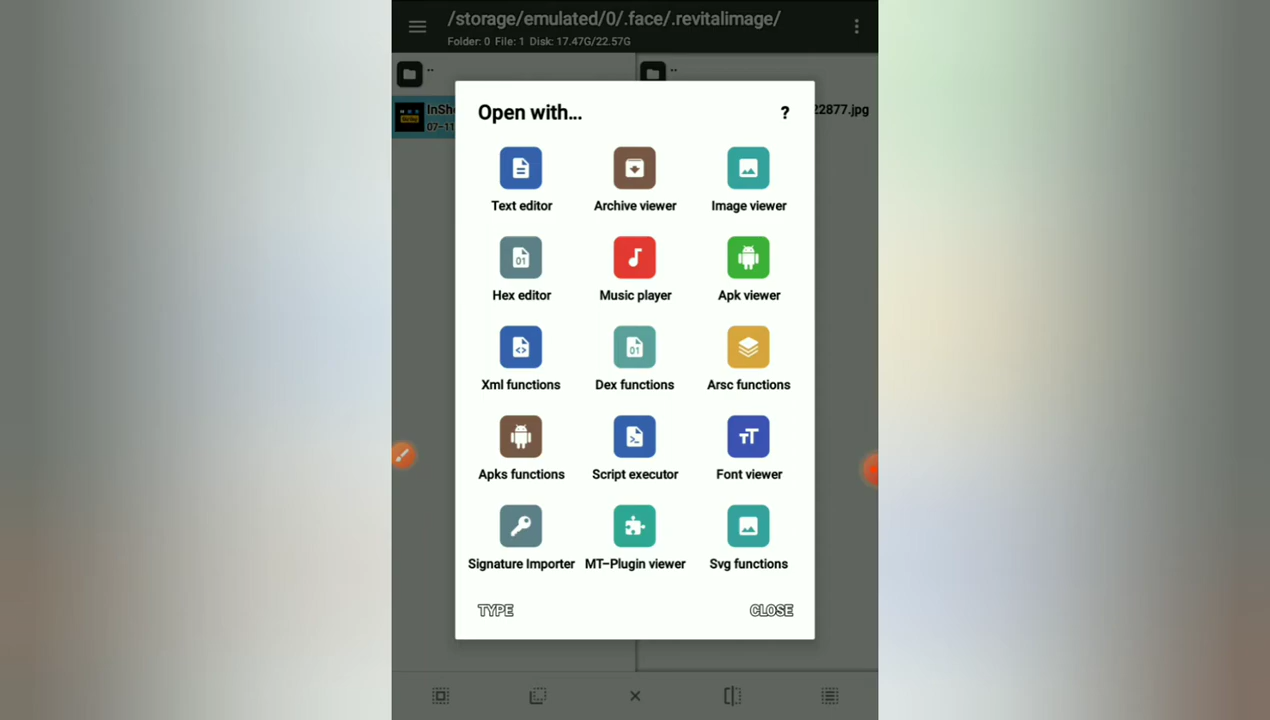 /storage/emulated/0/.face/.revitalimage/
Folder: 0 File: 1 Disk: 17.47G/22.57G
..
..
InSh
07-11
22877.jpg
Open with...
?
Text editor
Archive viewer
Image viewer
Hex editor
Music player
Apk viewer
Xml functions
Dex functions
Arsc functions
Apks functions
Script executor
Font viewer
Signature Importer
MT-Plugin viewer
Svg functions
TYPE
CLOSE